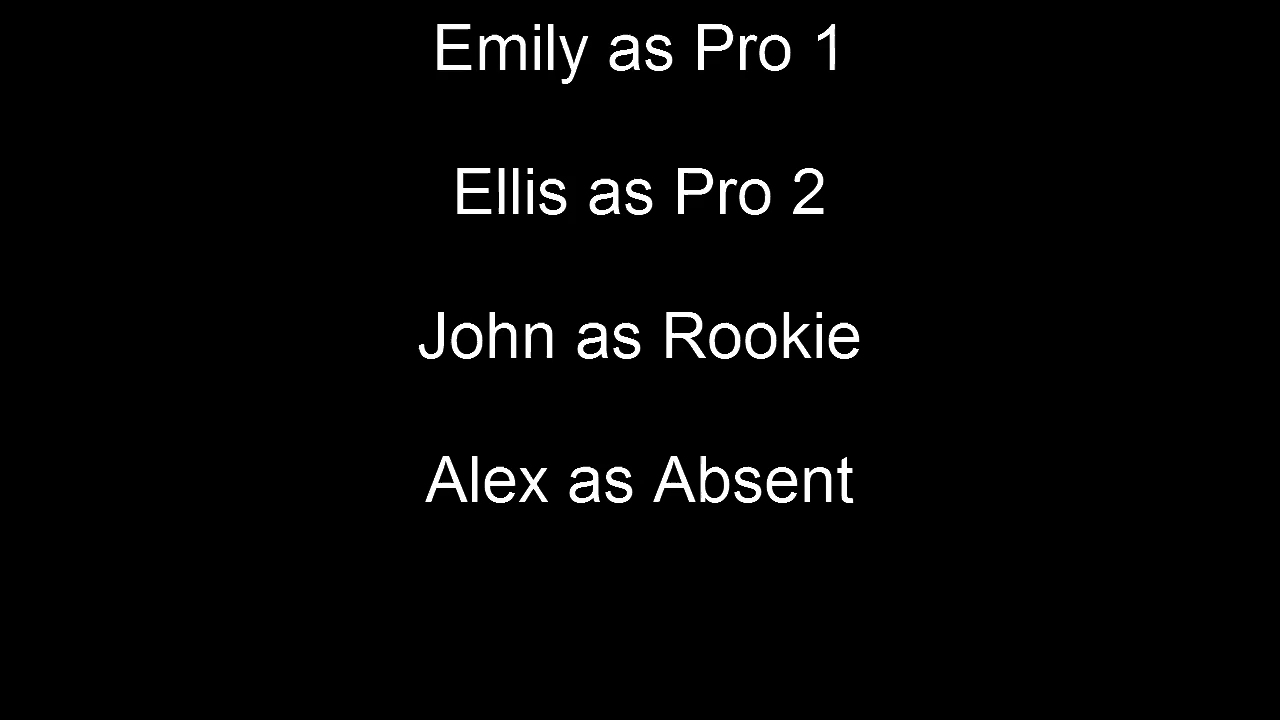 Emily as Pro 1
Ellis as Pro 2
John as Rookie
Alex as Absent